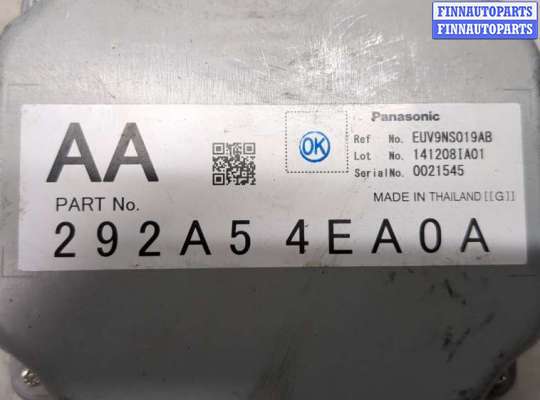 FINNAUTOPARTS
FINNAUTOPARTS
AA
OK
Panasonic
Ref No. EUV9NS019AB
Lot No. 141208IA01
Serial No. 0021545
MADE IN THAILAND [[G]]
PART No.
292A5 4EA0A